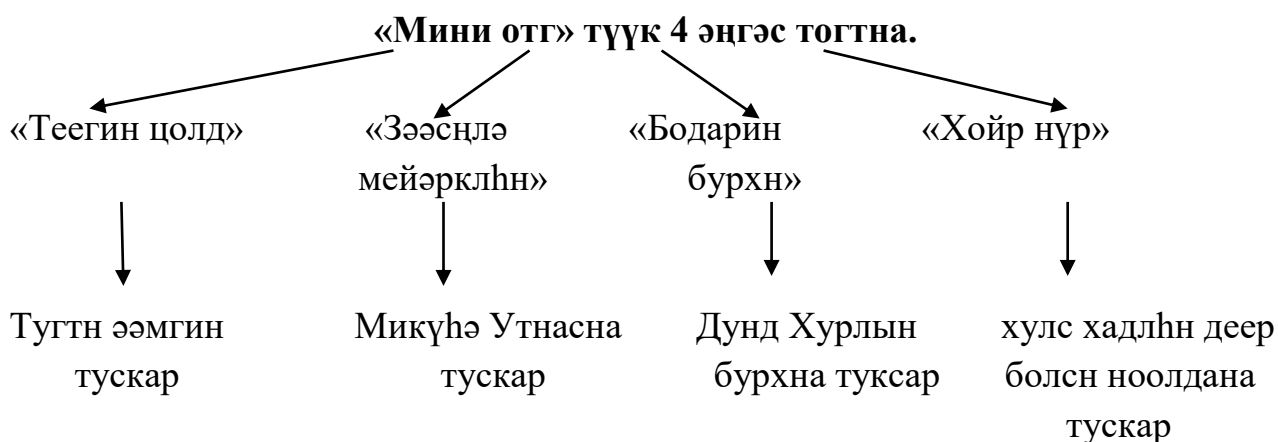 «Мини отг» түүк 4 әңгәс тогтна.
«Теегин цолд» «Зәәсңлә «Бодарин «Хойр нүр»
мейәрклһн» бурхн»
Тугтн әәмгин Микүһә Утнасна Дунд Хурлын хулс хадлһн деер
тускар тускар бурхна туксар болсн ноолдана
тускар